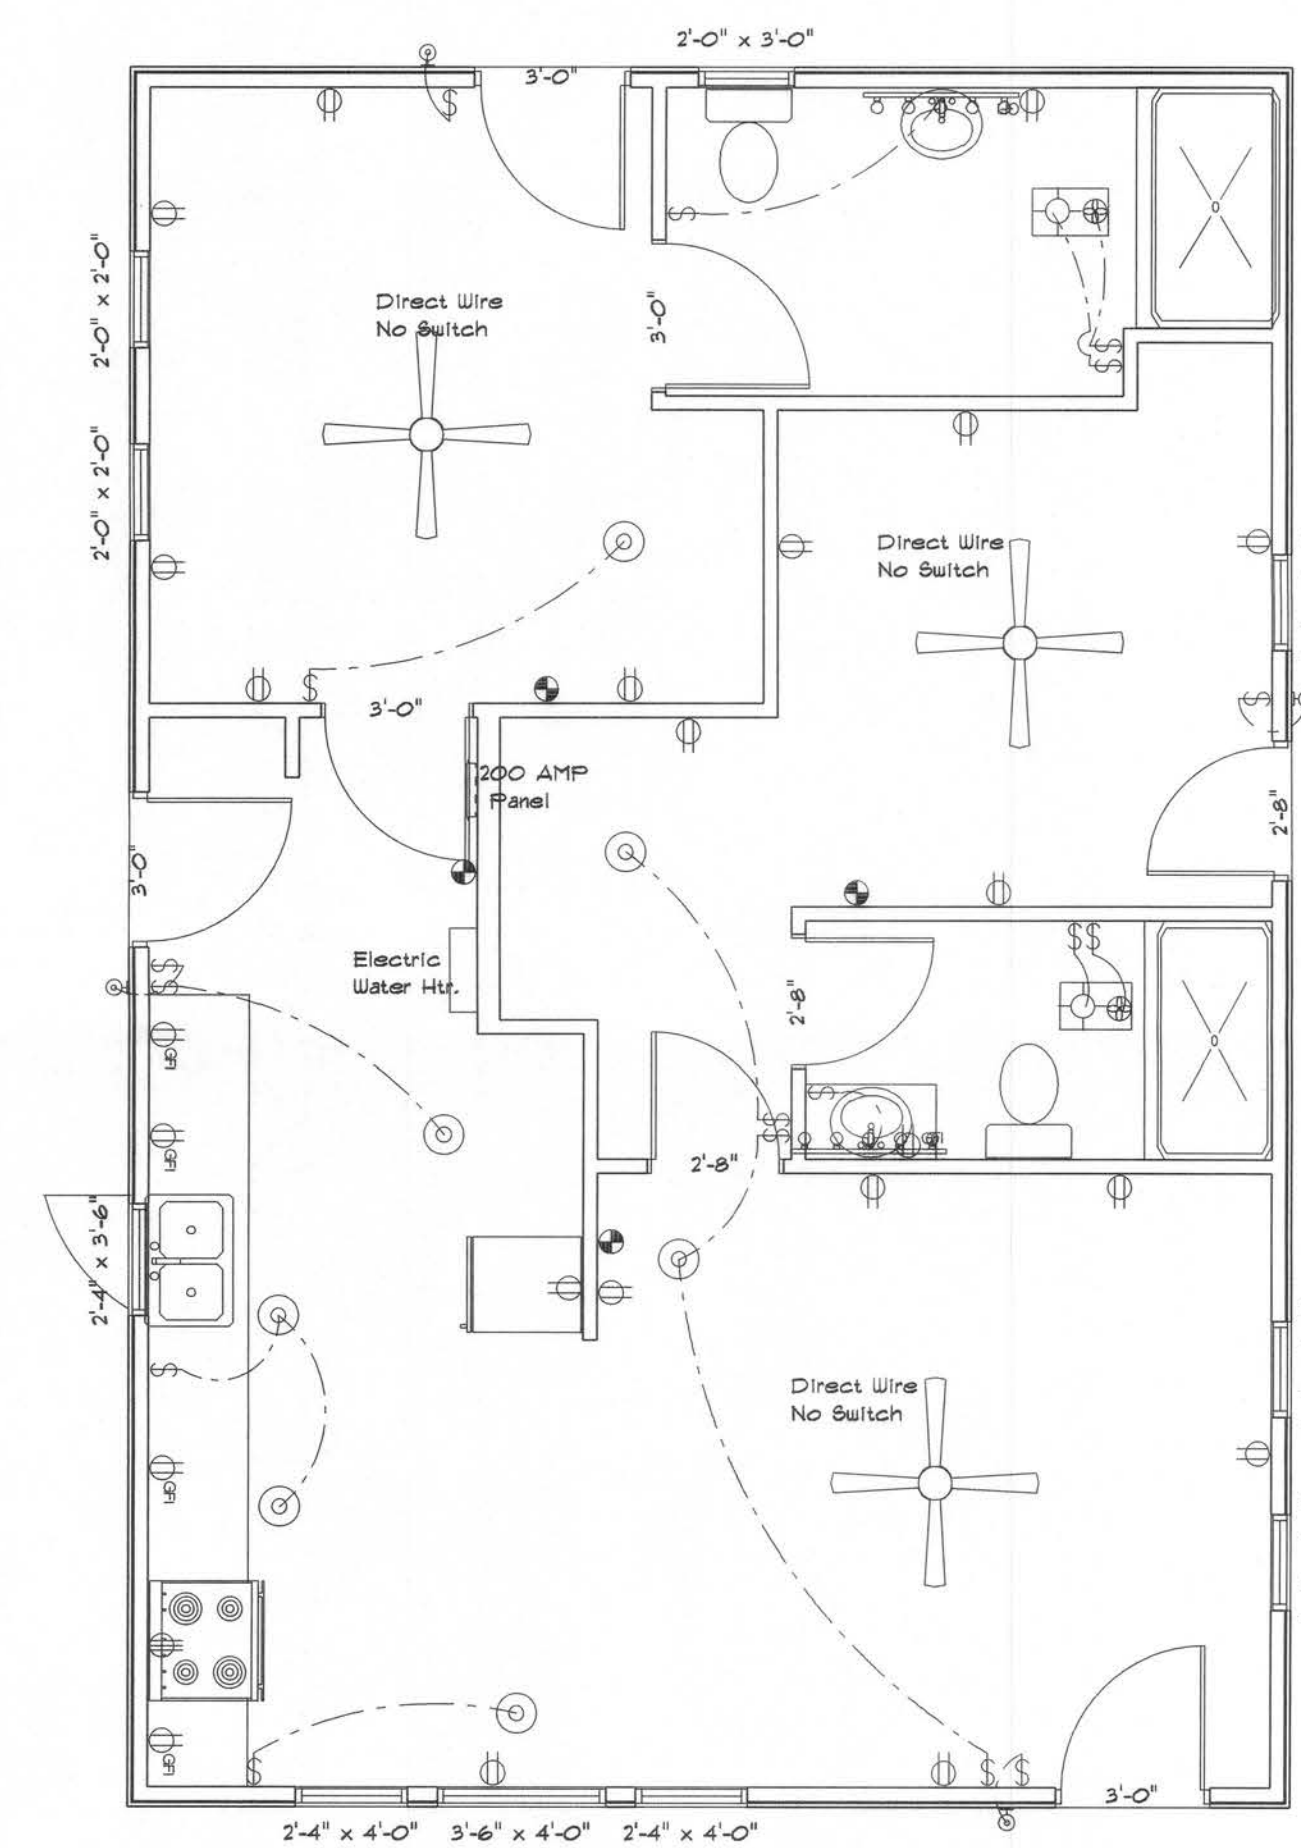 2'-0" x 3'-0"
3'-0"
2'-0" x 2'-0"
Direct Wire
No Switch
3'-0"
2'-0" x 2'-0"
Direct Wire
No Switch
3'-0"
200 AMP
Panel
2'-8"
3'-0"
Electric
Water Htr.
2'-8"
GFI
GFI
GFI
2'-8"
2'-4" x 3'-6"
Direct Wire
No Switch
GFI
GFI
3'-0"
2'-4" x 4'-0"
3'-6" x 4'-0"
2'-4" x 4'-0"